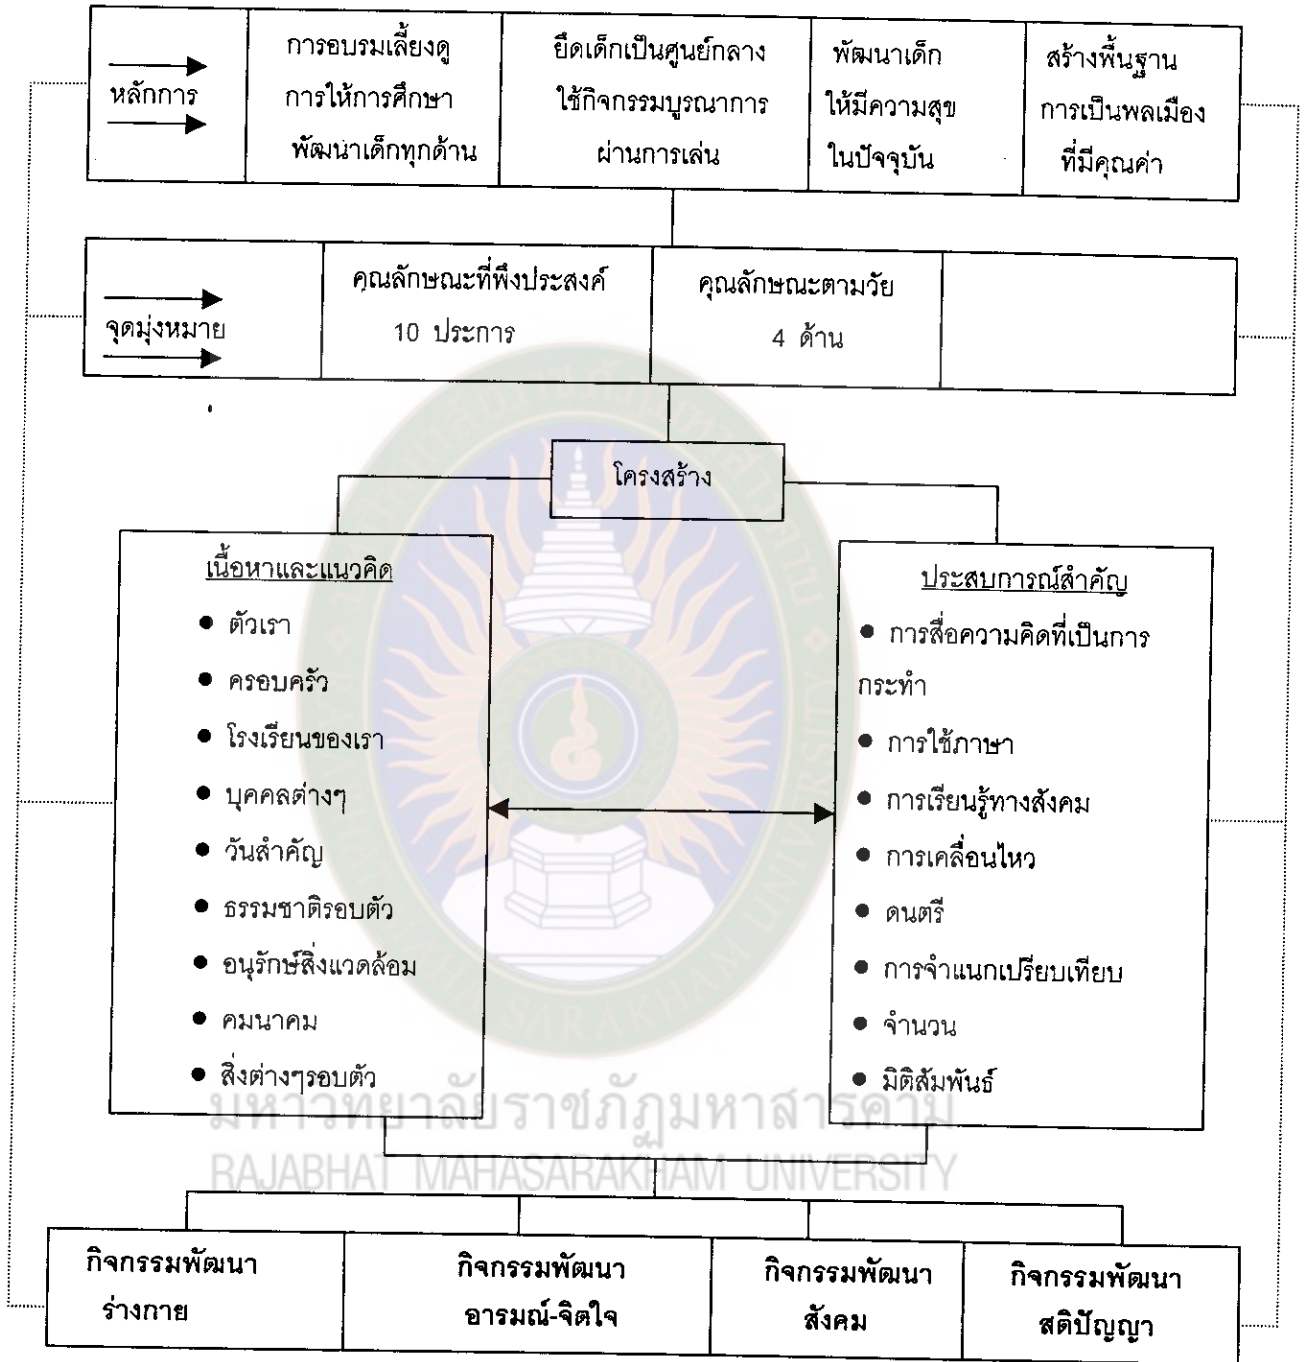 หลักการ
การอบรมเลี้ยงดู
การให้การศึกษา
พัฒนาเด็กทุกด้าน
ยึดเด็กเป็นศูนย์กลาง
ใช้กิจกรรมบูรณาการ
ผ่านการเล่น
พัฒนาเด็ก
ให้มีความสุข
ในปัจจุบัน
สร้างพื้นฐาน
การเป็นพลเมือง
ที่มีคุณค่า
จุดมุ่งหมาย
คุณลักษณะที่พึงประสงค์
10 ประการ
คุณลักษณะตามวัย
4 ด้าน
โครงสร้าง
เนื้อหาและแนวคิด
● ตัวเรา
● ครอบครัว
● โรงเรียนของเรา
● บุคคลต่างๆ
● วันสำคัญ
● ธรรมชาติรอบตัว
● อนุรักษ์สิ่งแวดล้อม
● คมนาคม
● สิ่งต่างๆรอบตัว
ประสบการณ์สำคัญ
● การสื่อความคิดที่เป็นการ
กระทำ
● การใช้ภาษา
● การเรียนรู้ทางสังคม
● การเคลื่อนไหว
● ดนตรี
● การจำแนกเปรียบเทียบ
● จำนวน
● มิติสัมพันธ์
มหาวิทยาลัยราชภัฏมหาสารคาม
RAJABHAT MAHASARAKHAM UNIVERSITY
กิจกรรมพัฒนา
ร่างกาย
กิจกรรมพัฒนา
อารมณ์-จิตใจ
กิจกรรมพัฒนา
สังคม
กิจกรรมพัฒนา
สติปัญญา